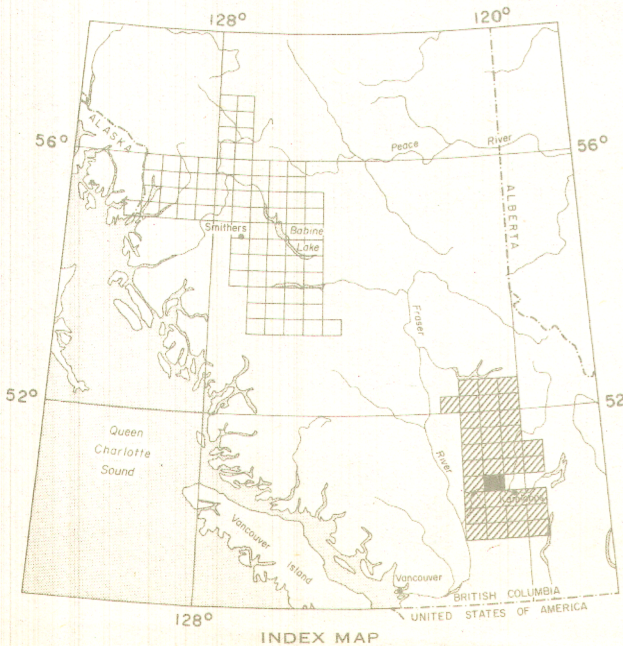 128° 120°
ALASKA
56° 56°
Peace River
ALBERTA
Smithers
Babine
Lake
Fraser
52° 52
Queen
Charlotte
Sound
River
Kamloops
Vancouver
Island
Vancouver
BRITISH COLUMBIA
UNITED STATES OF AMERICA
128°
INDEX MAP